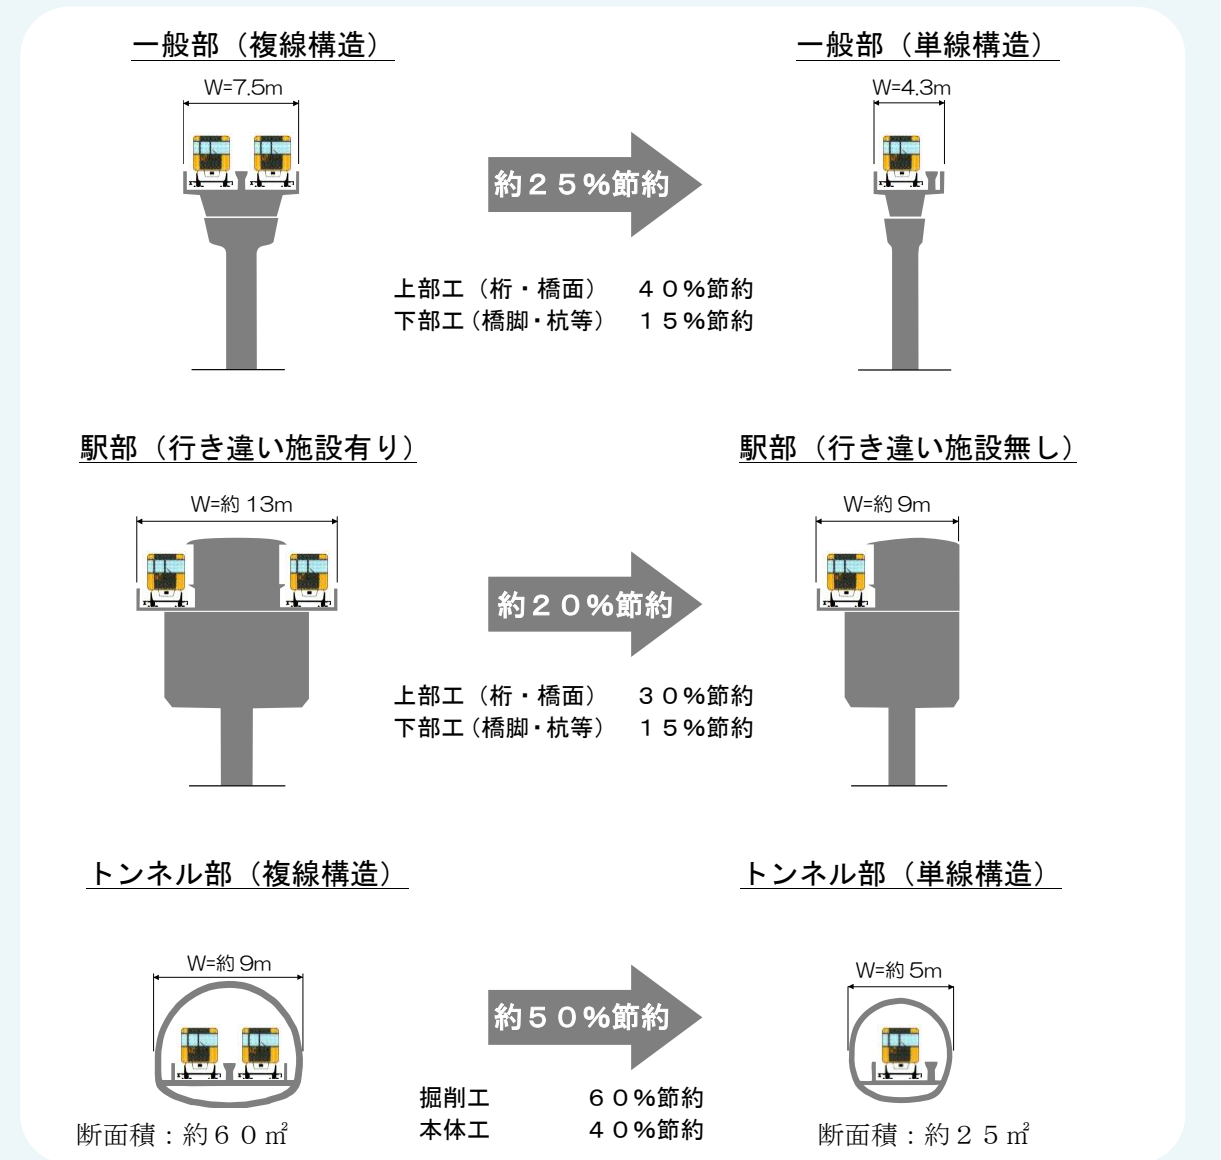 一般部（複線構造）
一般部（単線構造）
W=7.5m
W=4.3m
約２５%節約
上部工（桁・橋面）　４０%節約
下部工（橋脚・杭等）　１５%節約
駅部（行き違い施設有り）
駅部（行き違い施設無し）
W=約 13m
W=約 9m
約２０%節約
上部工（桁・橋面）　３０%節約
下部工（橋脚・杭等）　１５%節約
トンネル部（複線構造）
トンネル部（単線構造）
W=約 9m
W=約 5m
約５０%節約
掘削工　６０%節約
本体工　４０%節約
断面積：約６０㎡
断面積：約２５㎡